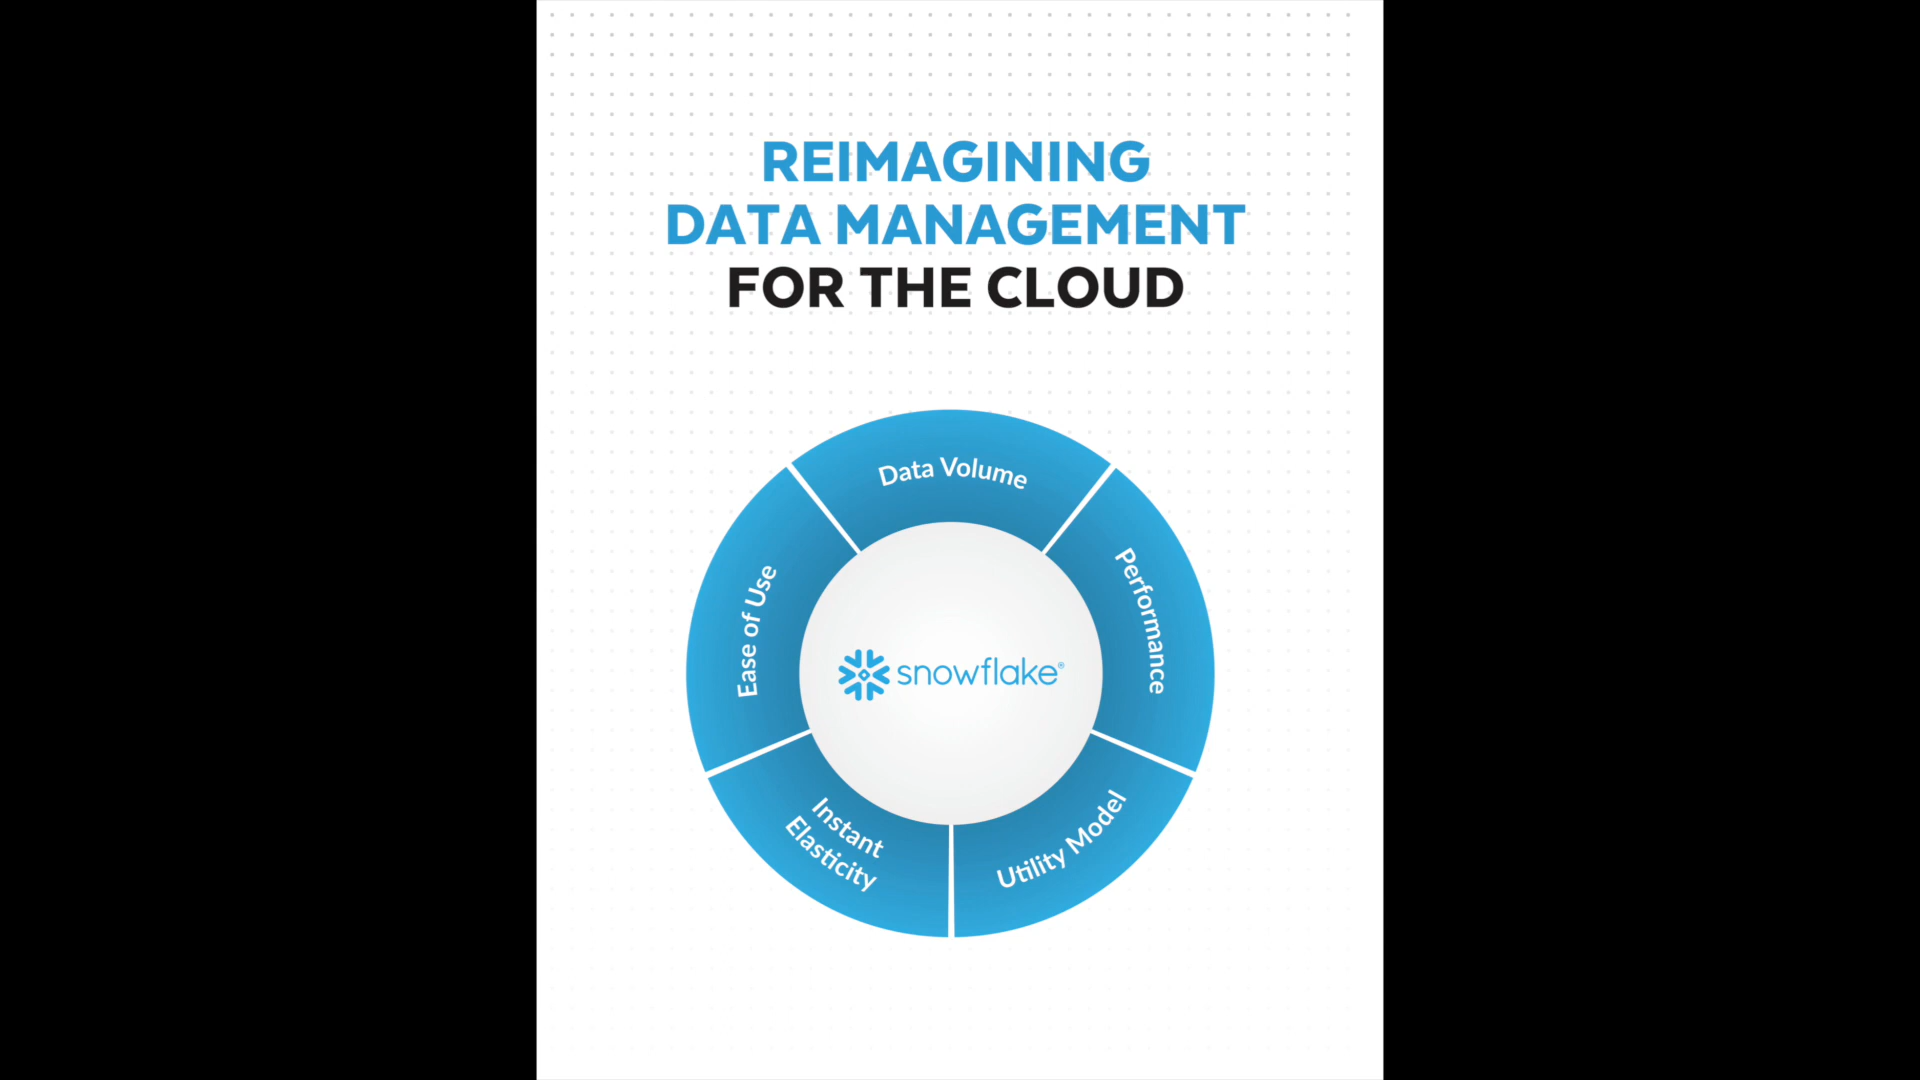 REIMAGINING
DATA MANAGEMENT
FOR THE CLOUD
Data Volume
Performance
Ease of Use
snowflake®
Instant
Elasticity
Utility Model